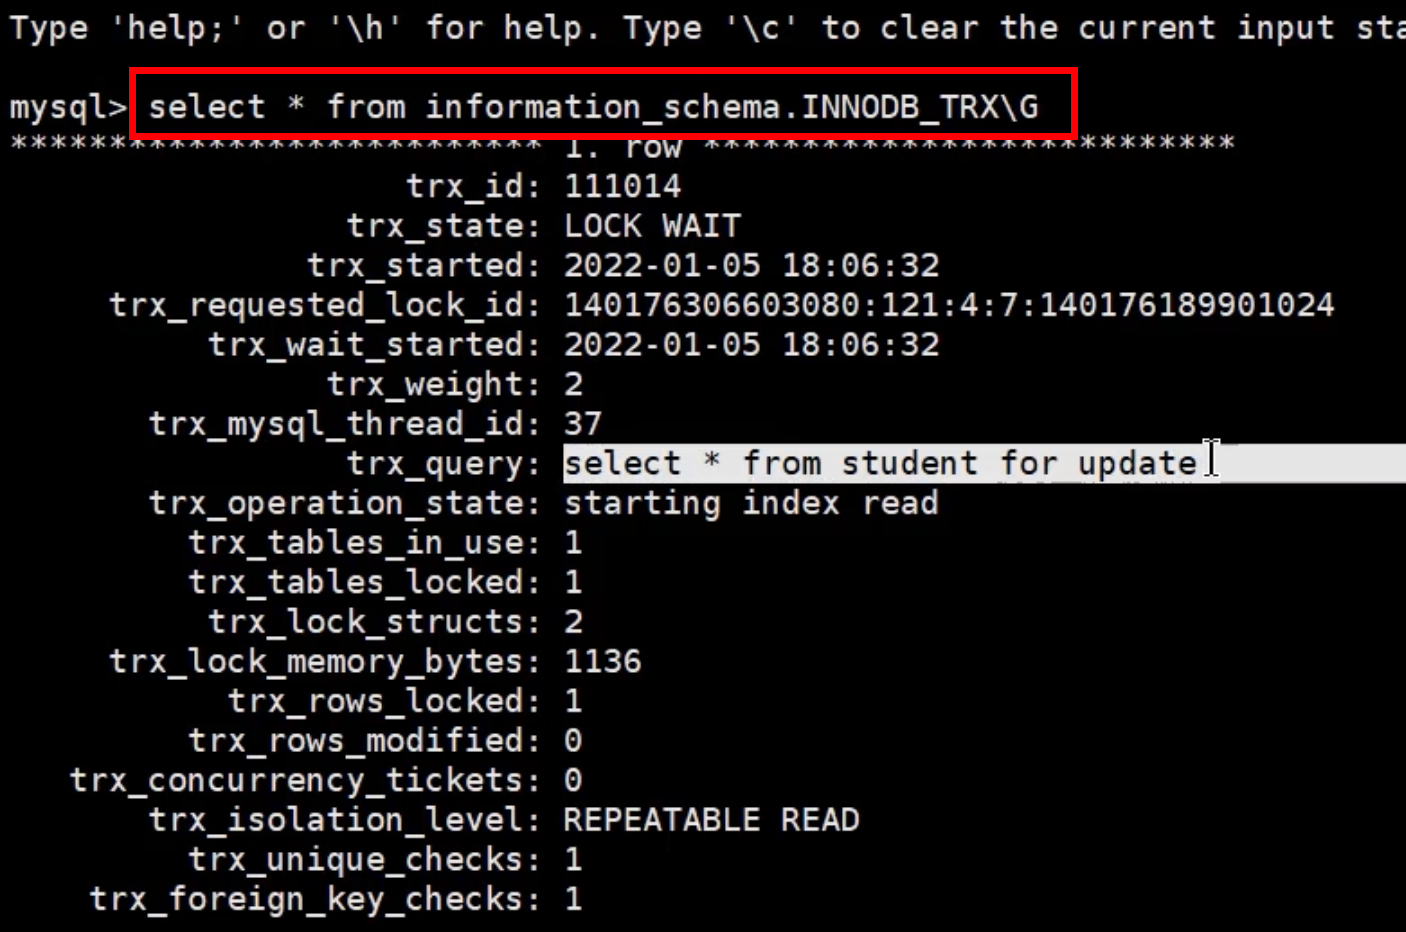 Type 'help;' or '\h' for help. Type '\c' to clear the current input sta
mysql> select * from information_schema.INNODB_TRX\G
*************************** 1. row ***************************
trx_id: 111014
trx_state: LOCK WAIT
trx_started: 2022-01-05 18:06:32
trx_requested_lock_id: 140176306603080:121:4:7:140176189901024
trx_wait_started: 2022-01-05 18:06:32
trx_weight: 2
trx_mysql_thread_id: 37
trx_query: select * from student for update
trx_operation_state: starting index read
trx_tables_in_use: 1
trx_tables_locked: 1
trx_lock_structs: 2
trx_lock_memory_bytes: 1136
trx_rows_locked: 1
trx_rows_modified: 0
trx_concurrency_tickets: 0
trx_isolation_level: REPEATABLE READ
trx_unique_checks: 1
trx_foreign_key_checks: 1